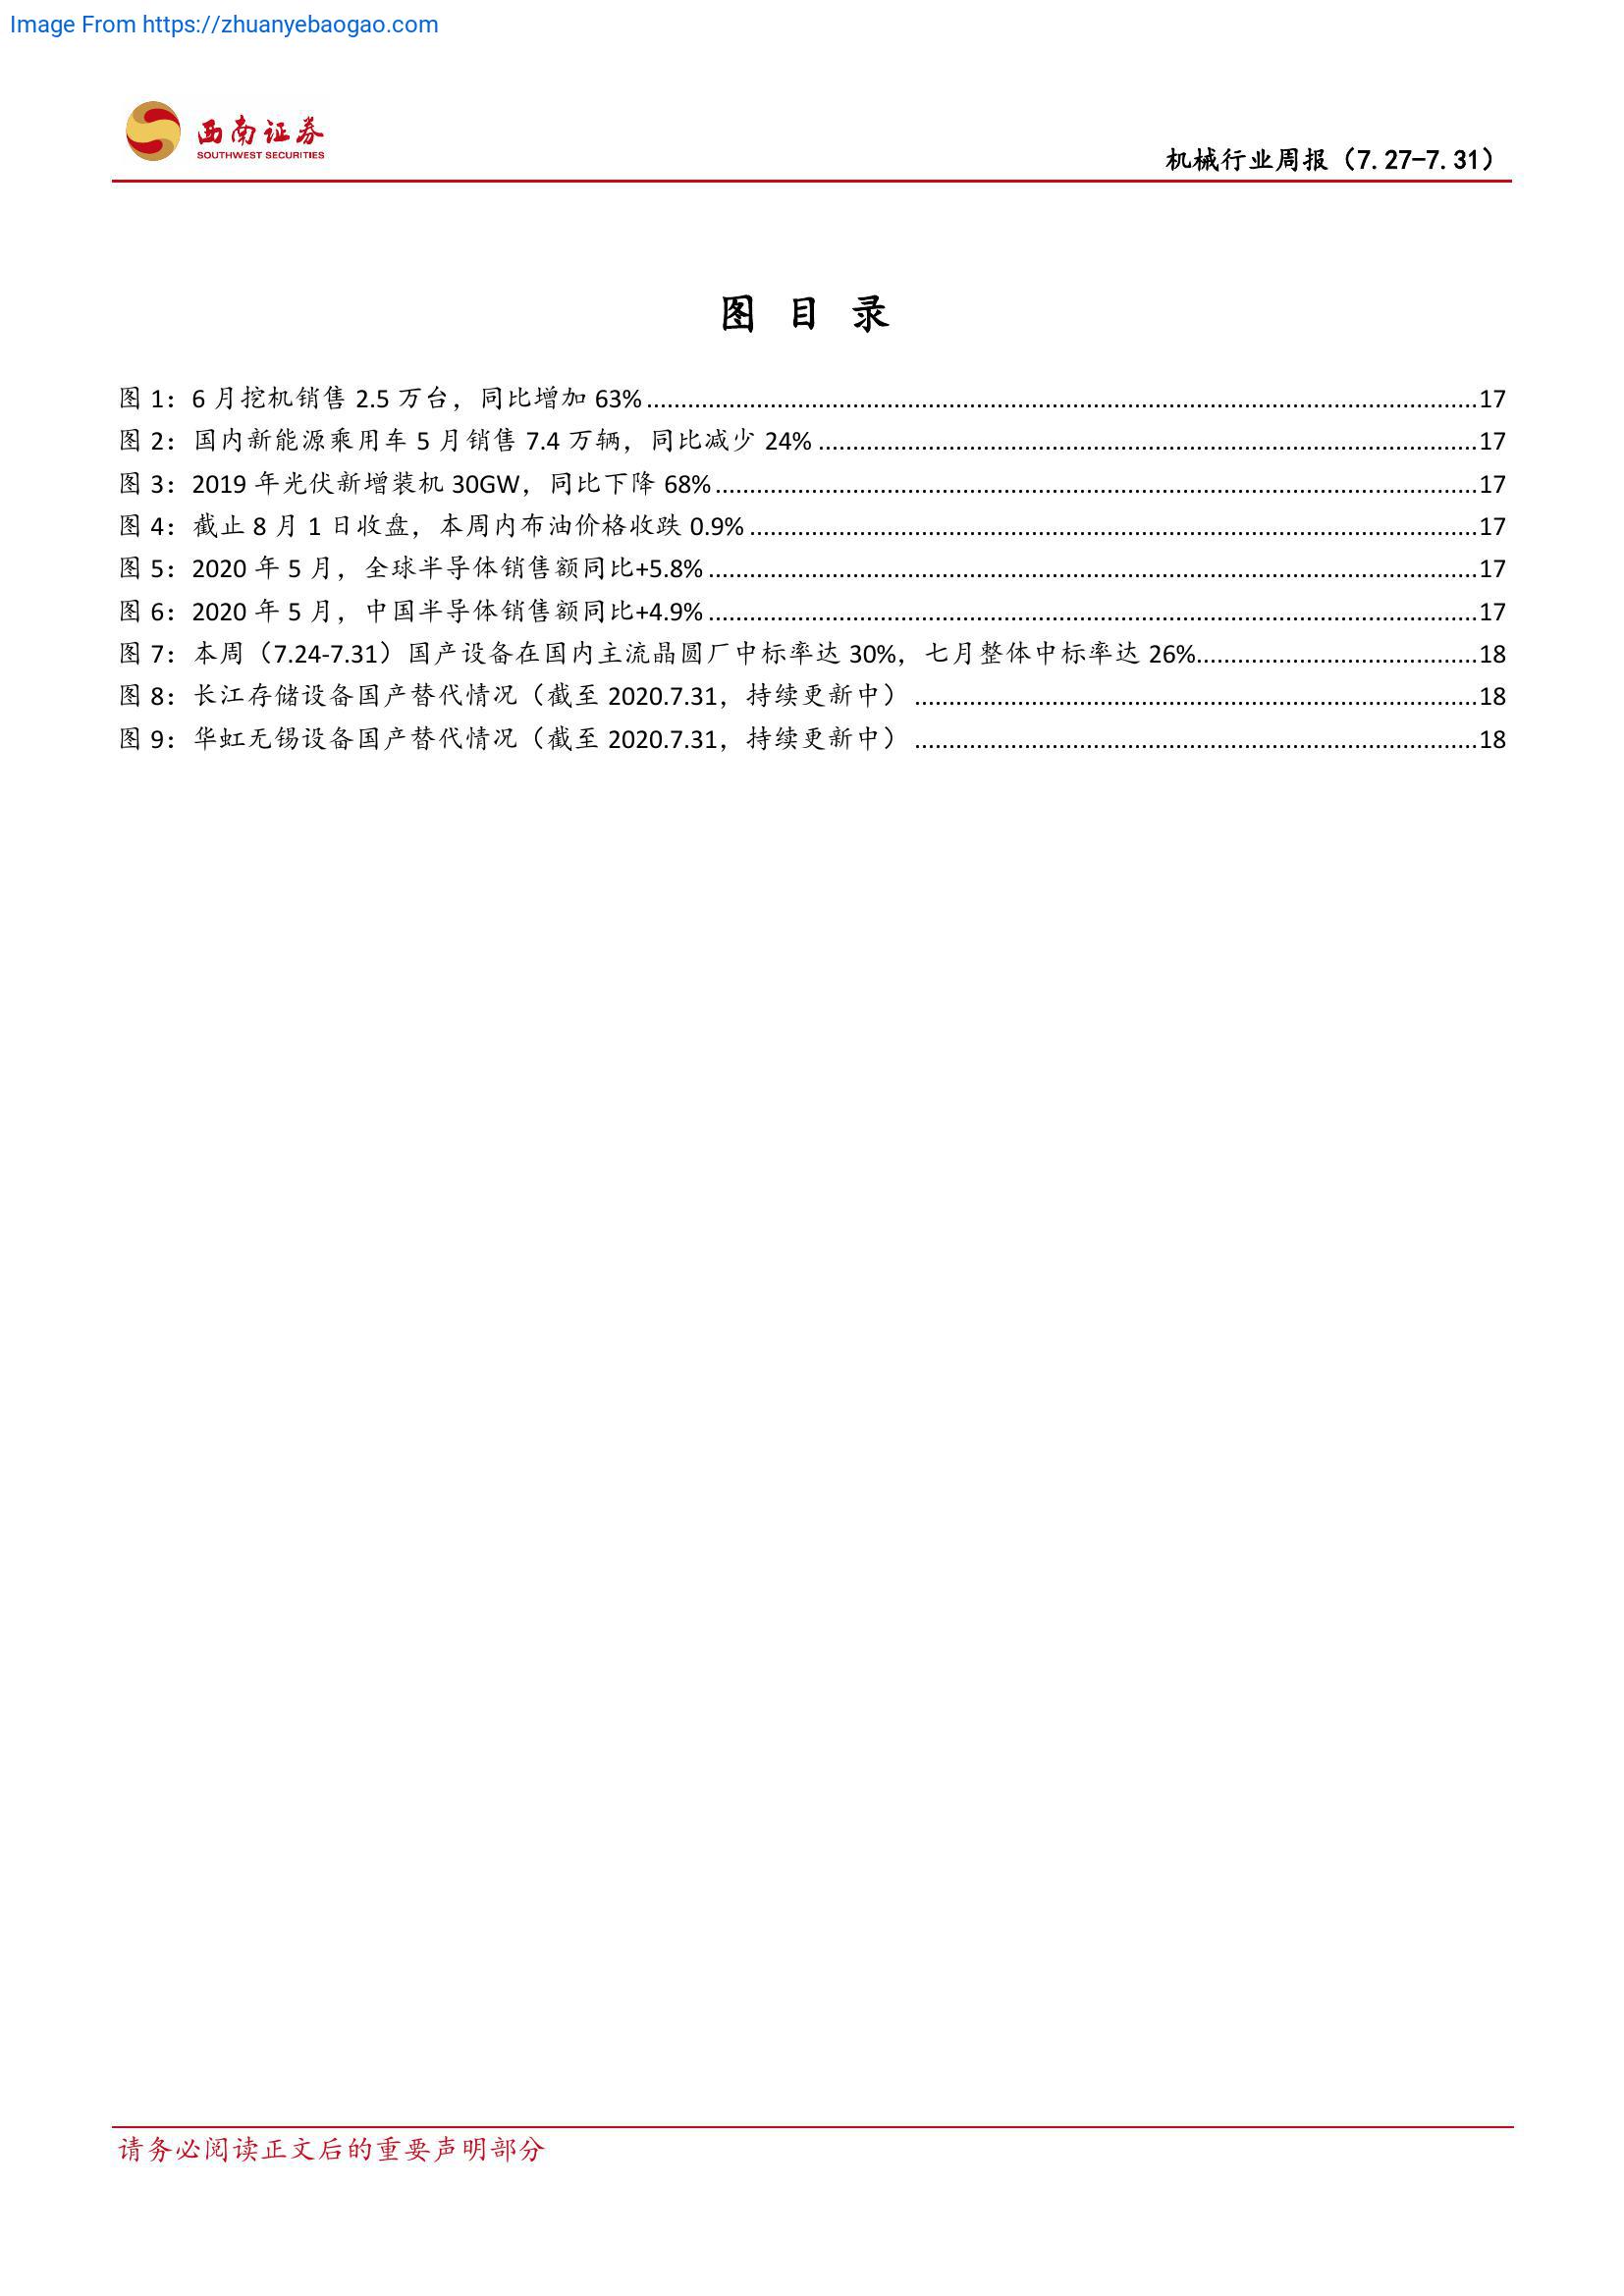 Image From https://zhuanyebaogao.com
西南证券
SOUTHWEST SECURITIES
机械行业周报（7.27-7.31）
图 目 录
图 1：6 月挖机销售 2.5 万台，同比增加 63%........17
图 2：国内新能源乘用车 5 月销售 7.4 万辆，同比减少 24%........17
图 3：2019 年光伏新增装机 30GW，同比下降 68%........17
图 4：截止 8 月 1 日收盘，本周内布油价格收跌 0.9%........17
图 5：2020 年 5 月，全球半导体销售额同比+5.8%........17
图 6：2020 年 5 月，中国半导体销售额同比+4.9%........17
图 7：本周（7.24-7.31）国产设备在国内主流晶圆厂中标率达 30%，七月整体中标率达 26%........18
图 8：长江存储设备国产替代情况（截至 2020.7.31，持续更新中）........18
图 9：华虹无锡设备国产替代情况（截至 2020.7.31，持续更新中）........18
请务必阅读正文后的重要声明部分